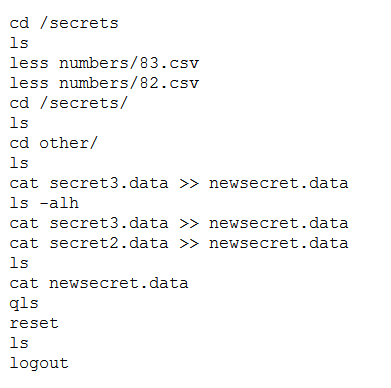 cd /secrets
ls
less numbers/83.csv
less numbers/82.csv
cd /secrets/
ls
cd other/
ls
cat secret3.data >> newsecret.data
ls -alh
cat secret3.data >> newsecret.data
cat secret2.data >> newsecret.data
ls
cat newsecret.data
qls
reset
ls
logout